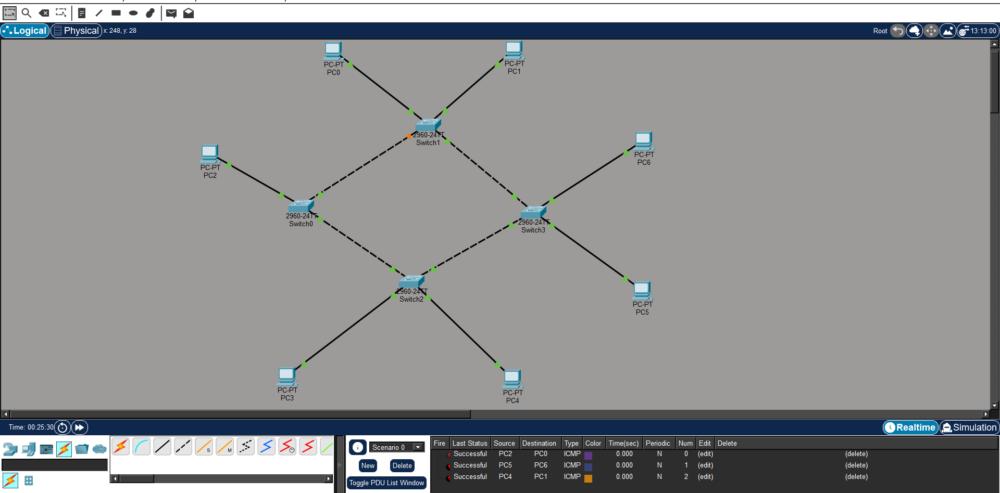 Logical
Physical
x: 248, y: 28
Root
13:13:00
PC-PT
PC0
PC-PT
PC1
2960-24TT
Switch1
PC-PT
PC6
PC-PT
PC2
2960-24TT
Switch0
2960-24TT
Switch3
2960-24TT
Switch2
PC-PT
PC5
PC-PT
PC3
PC-PT
PC4
Time: 00:25:30
Realtime
Simulation
S
M
Scenario 0
New
Delete
Toggle PDU List Window
Fire Last Status Source Destination Type Color Time(sec) Periodic Num Edit Delete
Successful PC2 PC0 ICMP 0.000 N 0 (edit) (delete)
Successful PC5 PC6 ICMP 0.000 N 1 (edit) (delete)
Successful PC4 PC1 ICMP 0.000 N 2 (edit) (delete)